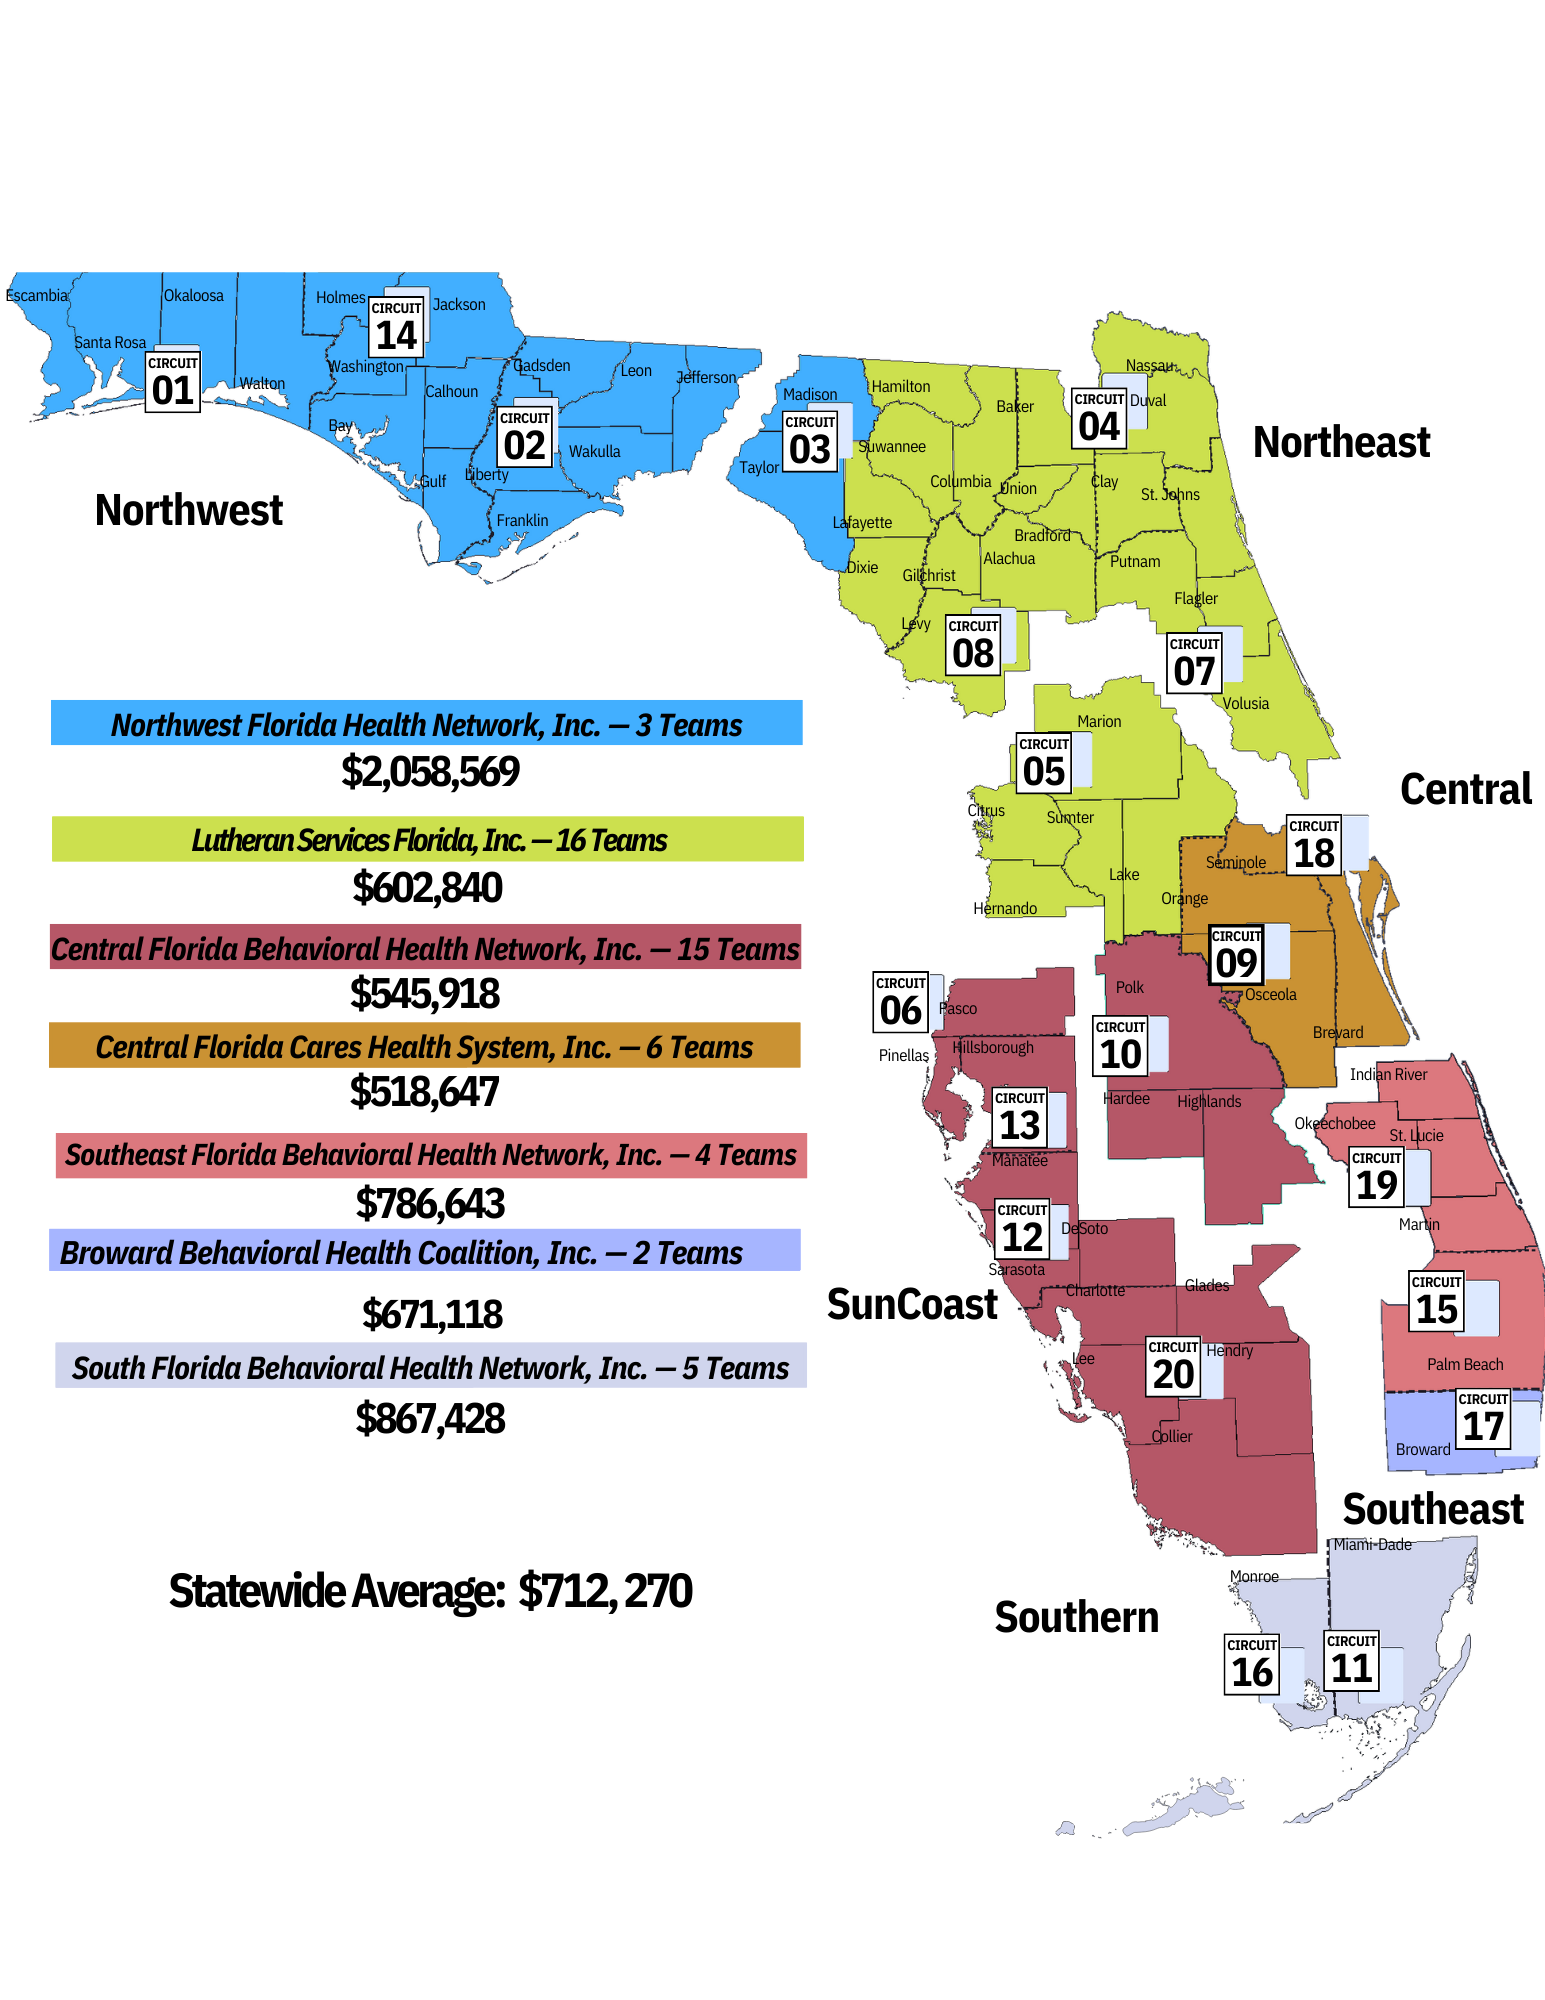 Escambia
Okaloosa
Holmes
Jackson
CIRCUIT
14
Santa Rosa
CIRCUIT
01
Walton
Washington
Calhoun
Gadsden
Leon
Jefferson
CIRCUIT
02
Bay
Wakulla
Gulf
Liberty
Franklin
Northwest
Madison
Hamilton
Baker
Nassau
Duval
CIRCUIT
04
CIRCUIT
03
Suwannee
Taylor
Columbia
Union
Clay
St. Johns
Lafayette
Bradford
Dixie
Gilchrist
Alachua
Putnam
Flagler
Levy
CIRCUIT
08
CIRCUIT
07
Volusia
Northeast
Northwest Florida Health Network, Inc. — 3 Teams
$2,058,569
Lutheran Services Florida, Inc. — 16 Teams
$602,840
Central Florida Behavioral Health Network, Inc. — 15 Teams
$545,918
Central Florida Cares Health System, Inc. — 6 Teams
$518,647
Southeast Florida Behavioral Health Network, Inc. — 4 Teams
$786,643
Broward Behavioral Health Coalition, Inc. — 2 Teams
$671,118
South Florida Behavioral Health Network, Inc. — 5 Teams
$867,428
Statewide Average: $712, 270
Marion
CIRCUIT
05
Citrus
Sumter
Lake
Hernando
Central
CIRCUIT
18
Seminole
Orange
CIRCUIT
09
Osceola
Brevard
CIRCUIT
06
Pasco
Polk
CIRCUIT
10
Pinellas
Hillsborough
CIRCUIT
13
Hardee
Highlands
Manatee
CIRCUIT
12
DeSoto
Sarasota
Charlotte
Glades
SunCoast
Lee
CIRCUIT
20
Hendry
Collier
Indian River
Okeechobee
St. Lucie
CIRCUIT
19
Martin
CIRCUIT
15
Palm Beach
CIRCUIT
17
Broward
Southeast
Miami-Dade
Monroe
Southern
CIRCUIT
16
CIRCUIT
11